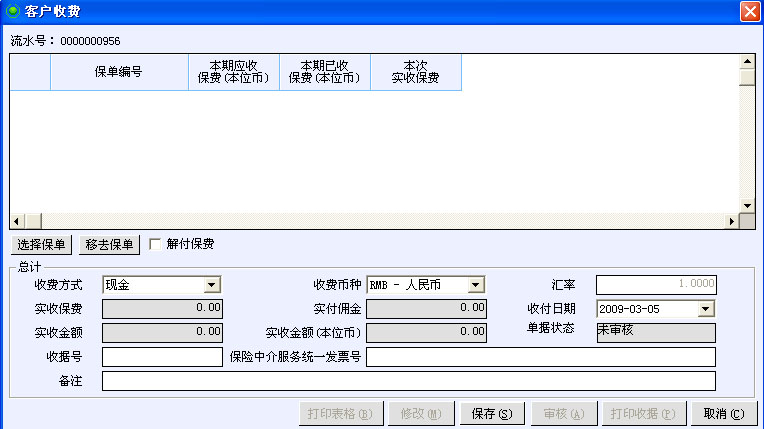 客户收费
流水号： 0000000956
保单编号 本期应收保费(本位币) 本期已收保费(本位币) 本次实收保费
选择保单 移去保单 解付保费
总计
收费方式 现金 收费币种 RMB - 人民币 汇率 1.0000
实收保费 0.00 实付佣金 0.00 收付日期 2009-03-05
实收金额 0.00 实收金额(本位币) 0.00 单据状态 未审核
收据号 保险中介服务统一发票号
备注
打印表格(B) 修改(M) 保存(S) 审核(A) 打印收据(P) 取消(C)